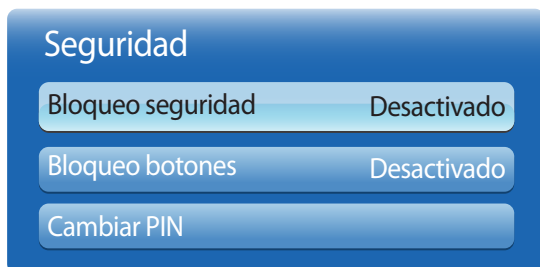 Seguridad
Bloqueo seguridad Desactivado
Bloqueo botones Desactivado
Cambiar PIN